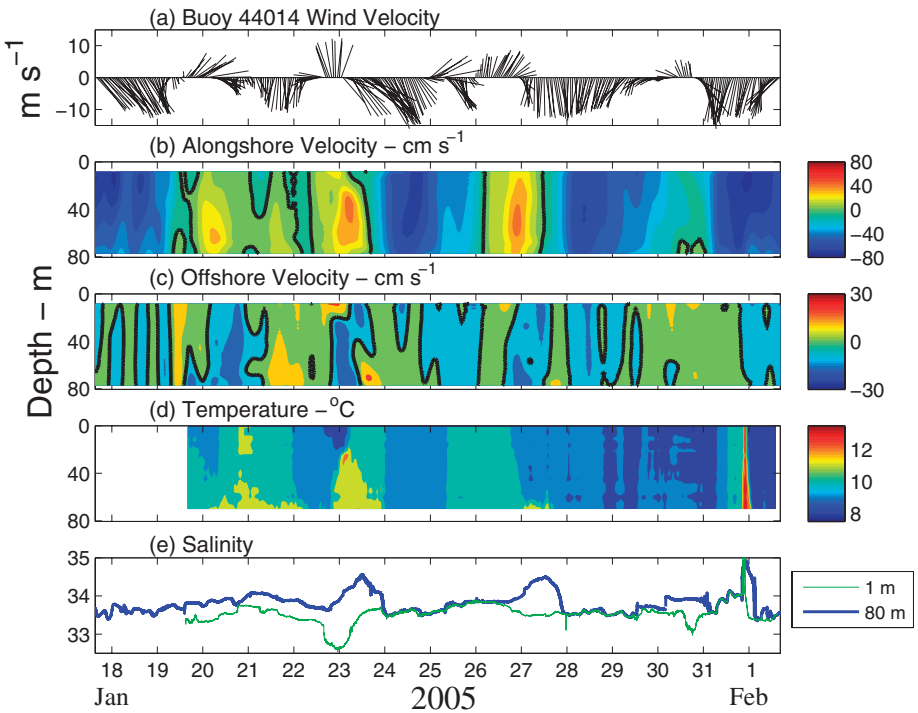 (a) Buoy 44014 Wind Velocity
m s⁻¹
10
0
−10
(b) Alongshore Velocity − cm s⁻¹
0
40
80
80
40
0
−40
−80
(c) Offshore Velocity − cm s⁻¹
Depth − m
0
40
80
30
0
−30
(d) Temperature −°C
0
40
80
12
10
8
(e) Salinity
35
34
33
1 m
80 m
18 19 20 21 22 23 24 25 26 27 28 29 30 31 1
Jan 2005 Feb